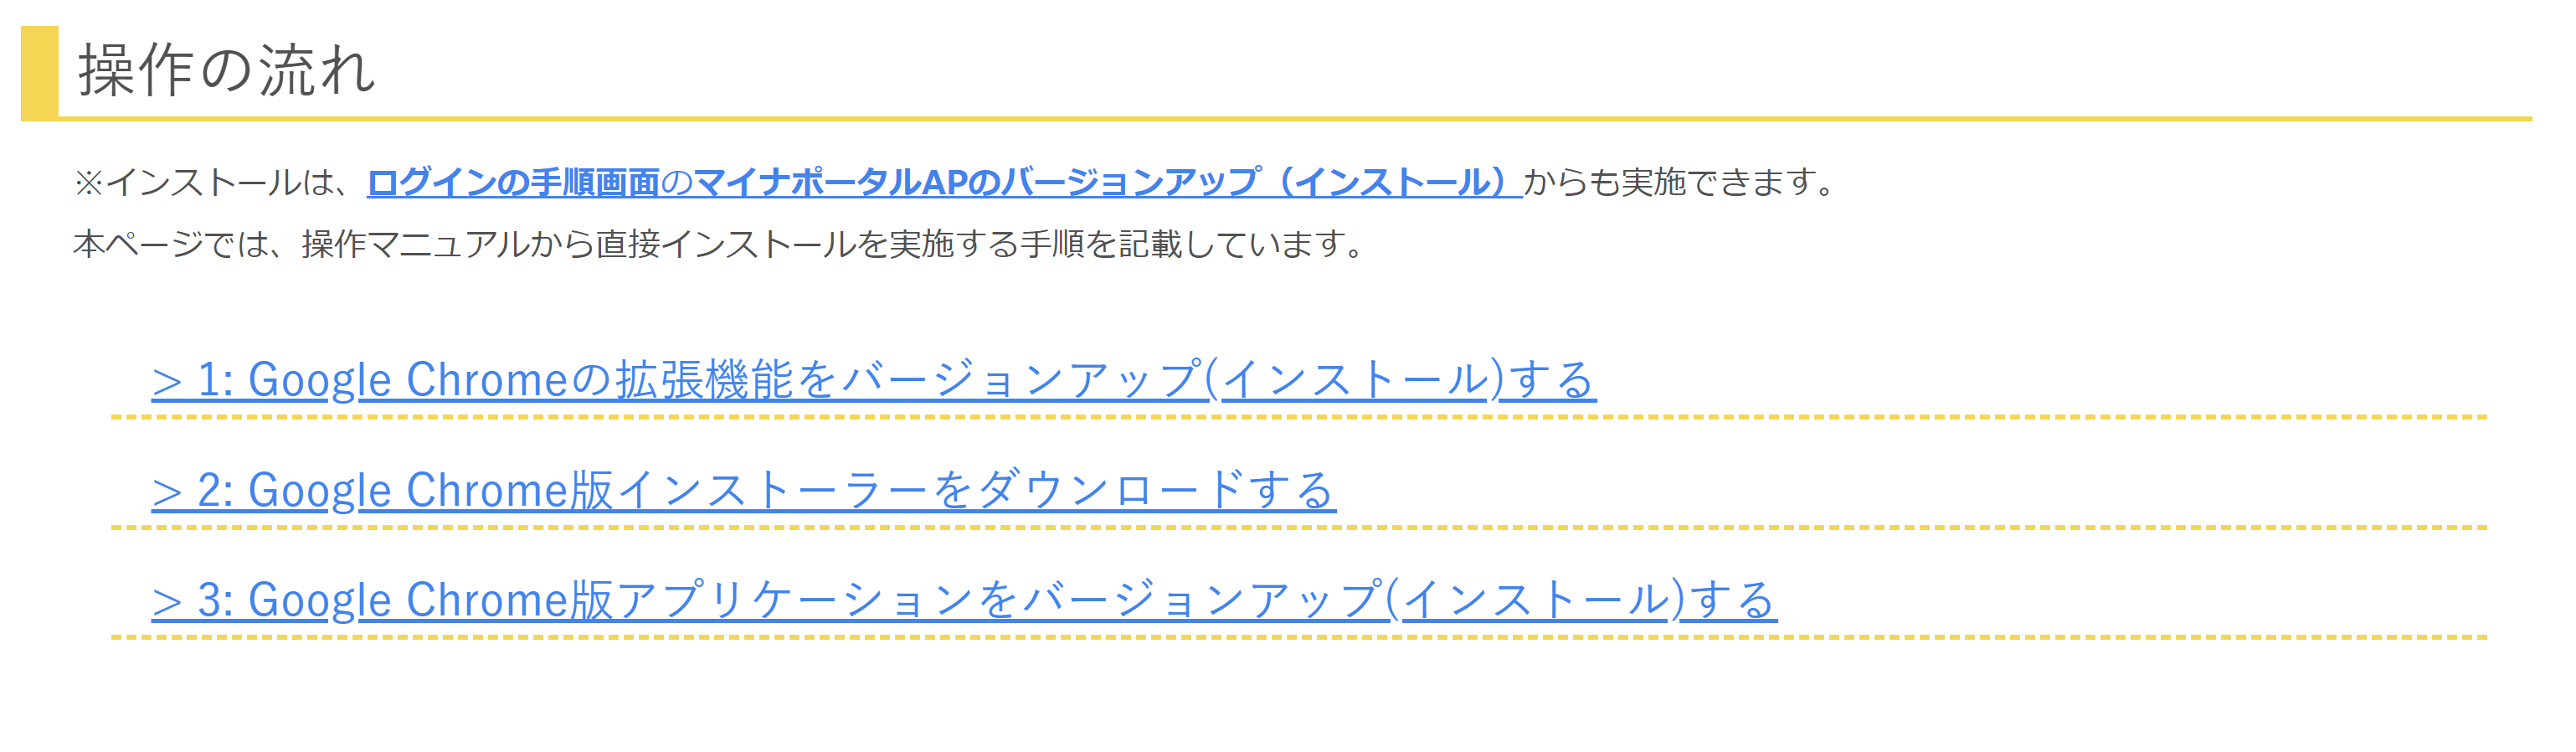 操作の流れ
※インストールは、ログインの手順画面のマイナポータルAPのバージョンアップ（インストール）からも実施できます。
本ページでは、操作マニュアルから直接インストールを実施する手順を記載しています。
> 1: Google Chromeの拡張機能をバージョンアップ(インストール)する
> 2: Google Chrome版インストーラーをダウンロードする
> 3: Google Chrome版アプリケーションをバージョンアップ(インストール)する